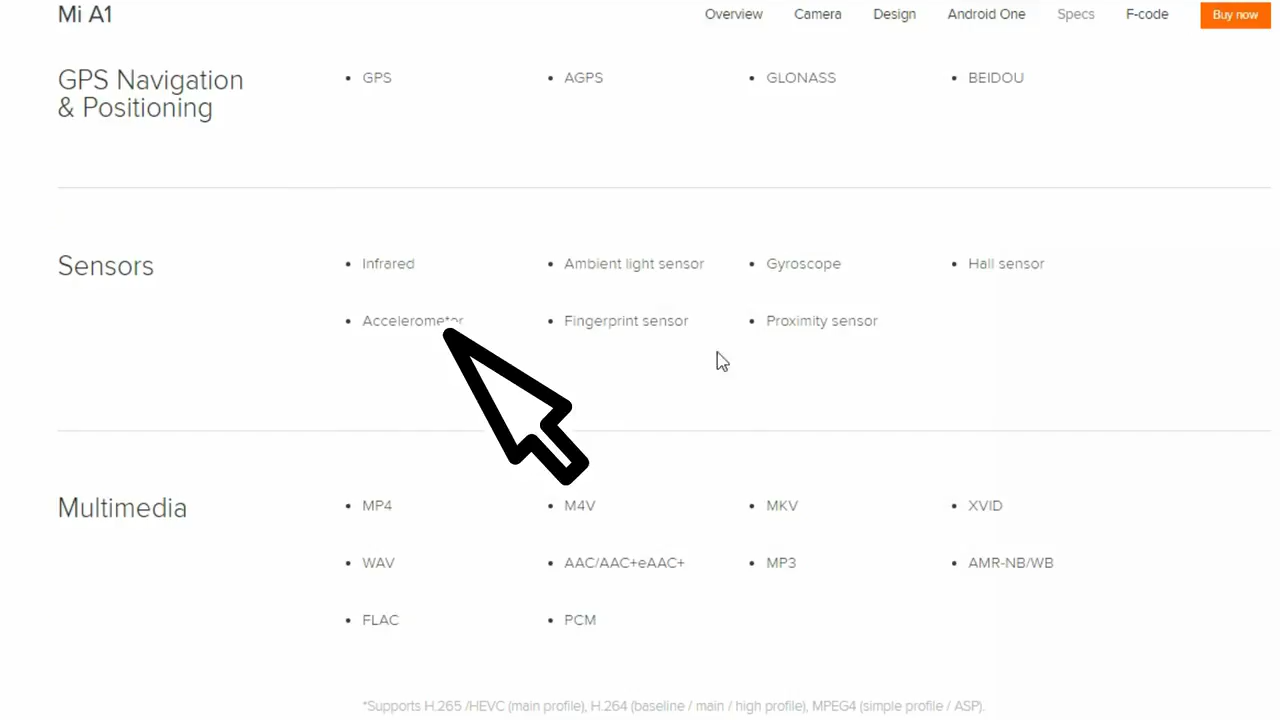 Mi A1
Overview Camera Design Android One Specs F-code Buy now
GPS Navigation
& Positioning
• GPS • AGPS • GLONASS • BEIDOU
Sensors
• Infrared • Ambient light sensor • Gyroscope • Hall sensor
• Accelerometer • Fingerprint sensor • Proximity sensor
Multimedia
• MP4 • M4V • MKV • XVID
• WAV • AAC/AAC+eAAC+ • MP3 • AMR-NB/WB
• FLAC • PCM
*Supports H.265 /HEVC (main profile), H.264 (baseline / main / high profile), MPEG4 (simple profile / ASP).